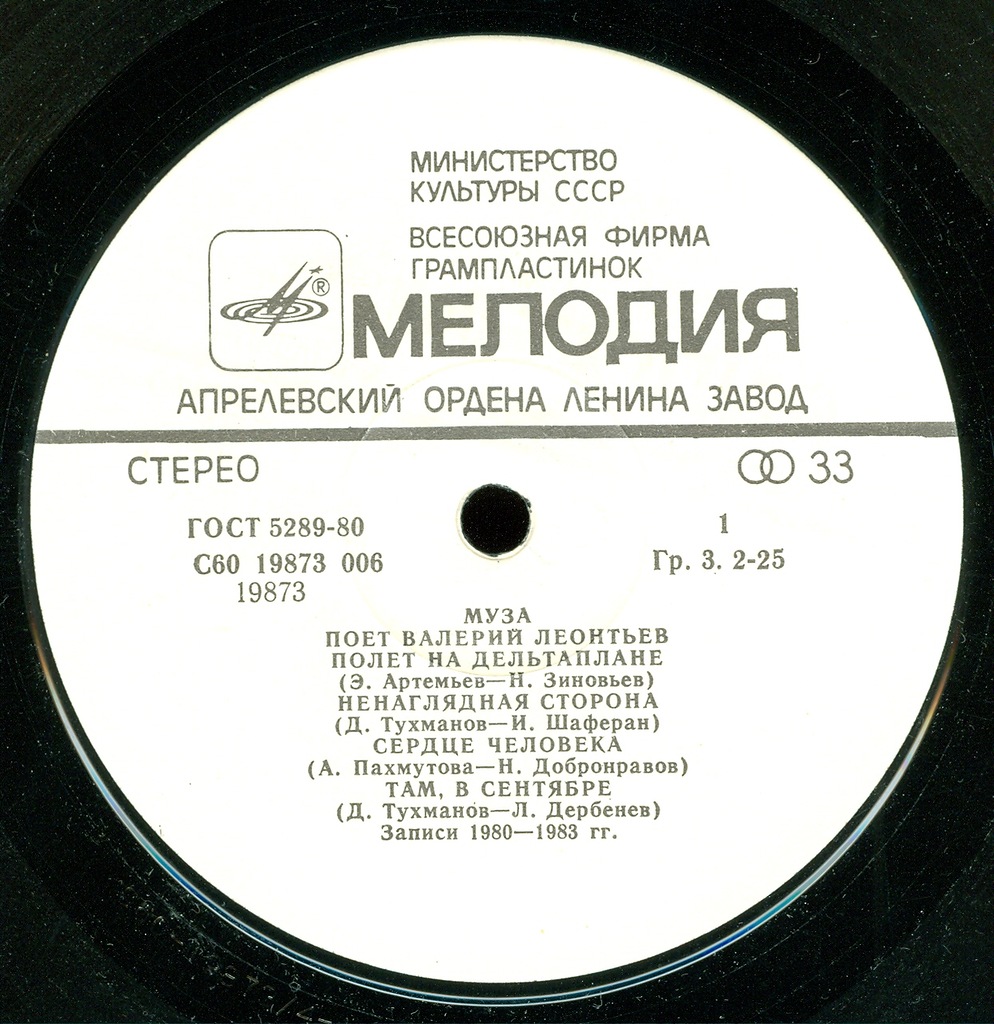 МИНИСТЕРСТВО
КУЛЬТУРЫ СССР
ВСЕСОЮЗНАЯ ФИРМА
ГРАМПЛАСТИНОК
®
МЕЛОДИЯ
АПРЕЛЕВСКИЙ ОРДЕНА ЛЕНИНА ЗАВОД
СТЕРЕО
33
ГОСТ 5289-80
1
С60 19873 006
Гр. 3. 2-25
19873
МУЗА
ПОЕТ ВАЛЕРИЙ ЛЕОНТЬЕВ
ПОЛЕТ НА ДЕЛЬТАПЛАНЕ
(Э. Артемьев—Н. Зиновьев)
НЕНАГЛЯДНАЯ СТОРОНА
(Д. Тухманов—И. Шаферан)
СЕРДЦЕ ЧЕЛОВЕКА
(А. Пахмутова—Н. Добронравов)
ТАМ, В СЕНТЯБРЕ
(Д. Тухманов—Л. Дербенев)
Записи 1980—1983 гг.